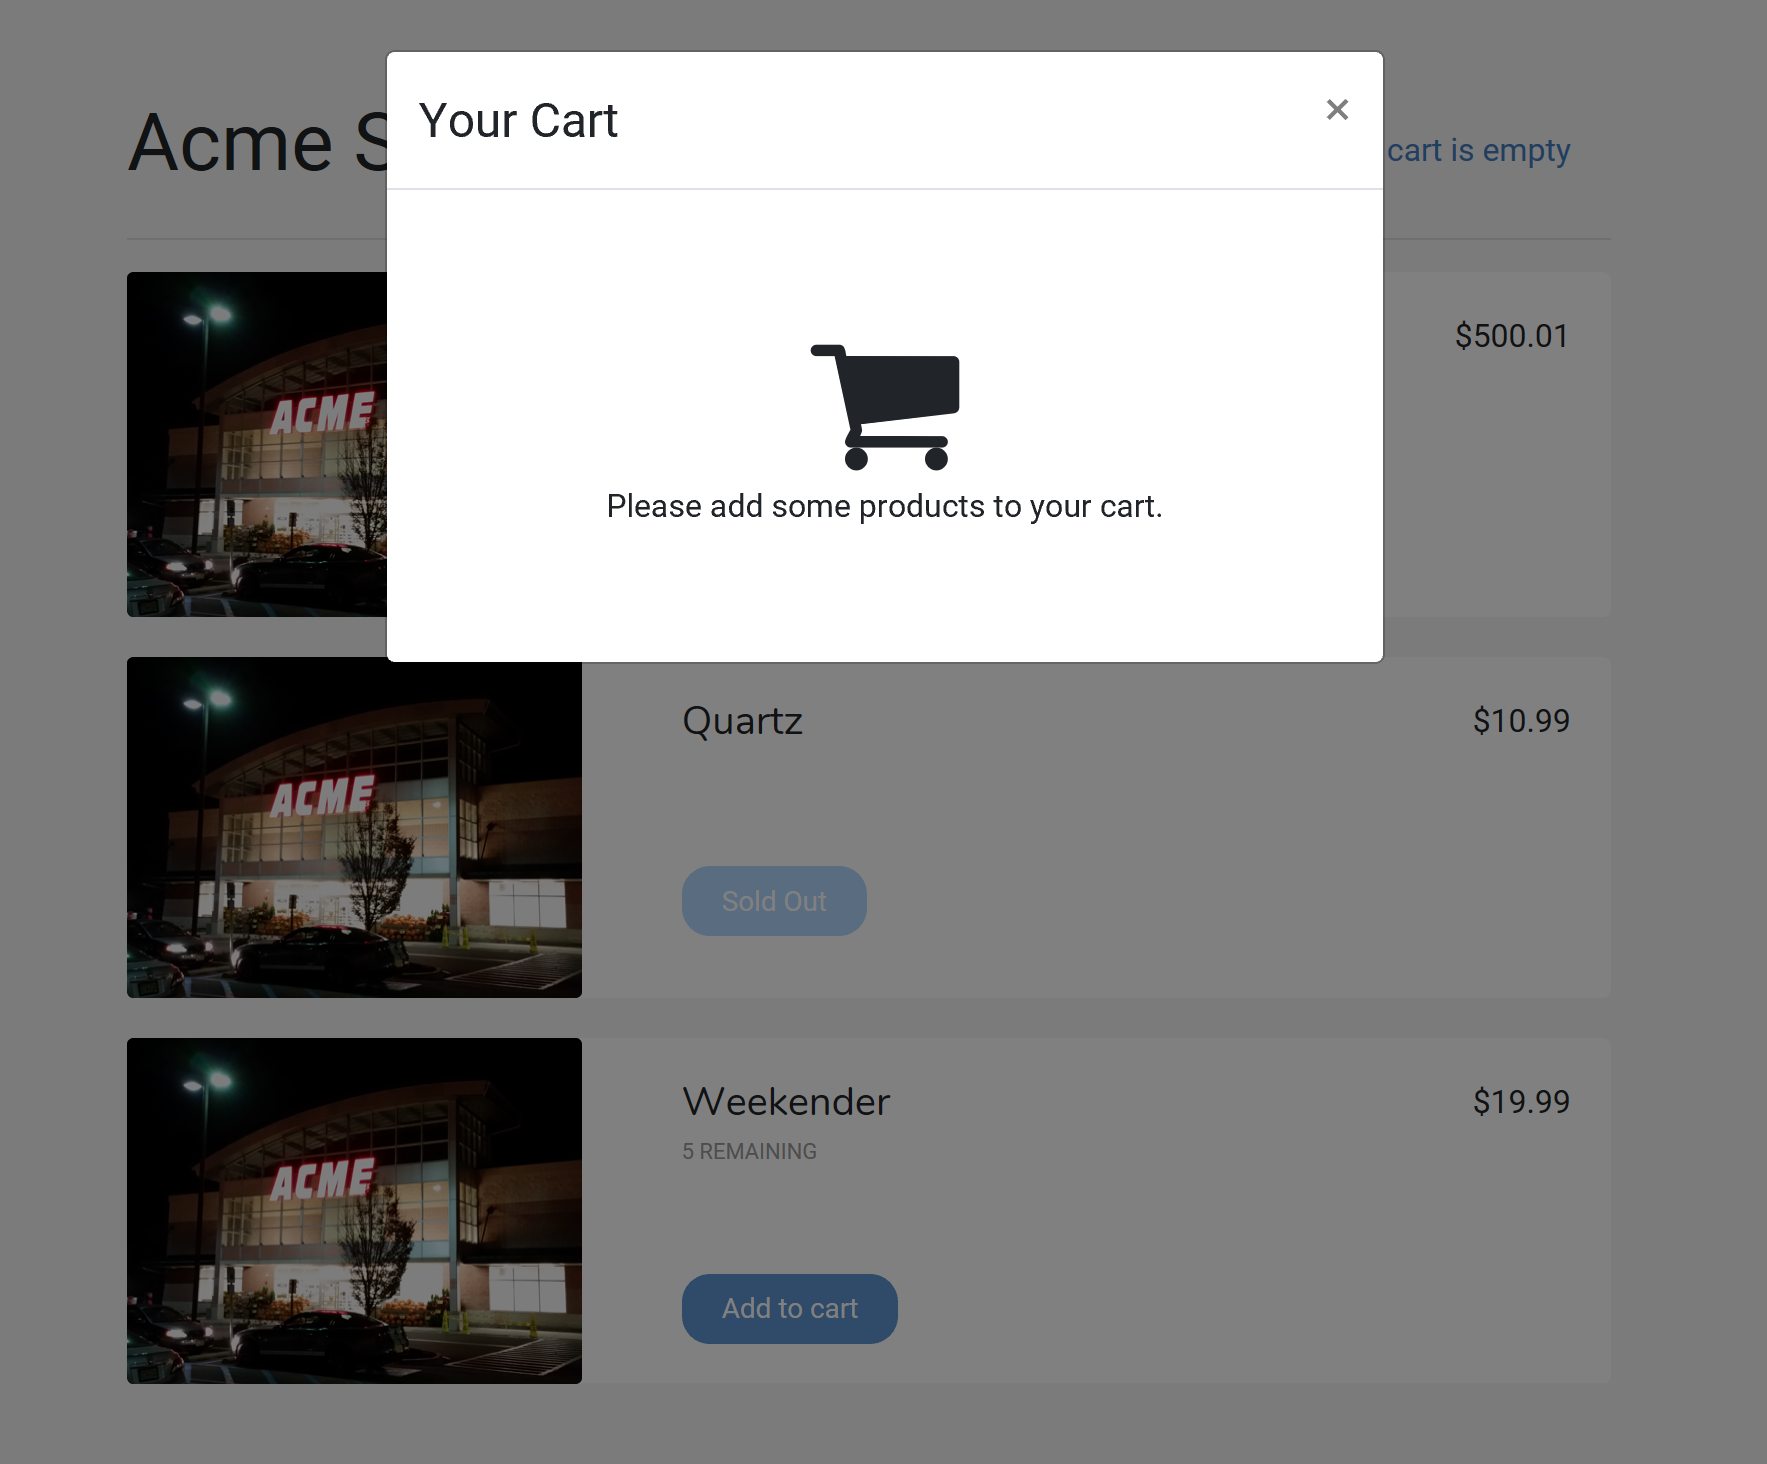 Your Cart
×
Acme S
cart is empty
Please add some products to your cart.
ACME
$500.01
ACME
Quartz
$10.99
Sold Out
ACME
Weekender
$19.99
5 REMAINING
Add to cart